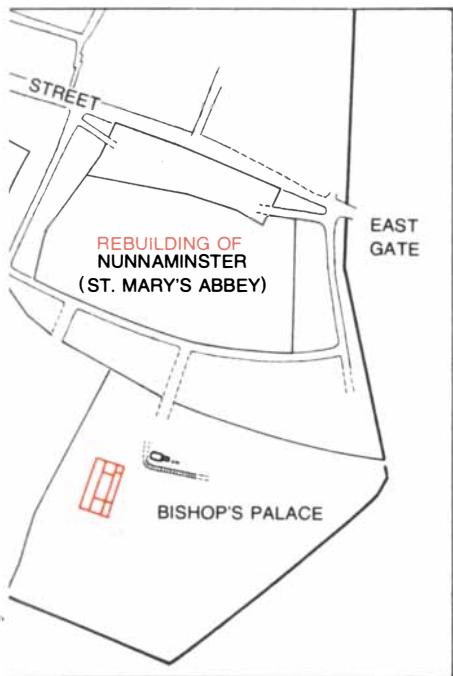 STREET
REBUILDING OF
NUNNAMINSTER
(ST. MARY'S ABBEY)
EAST
GATE
BISHOP'S PALACE